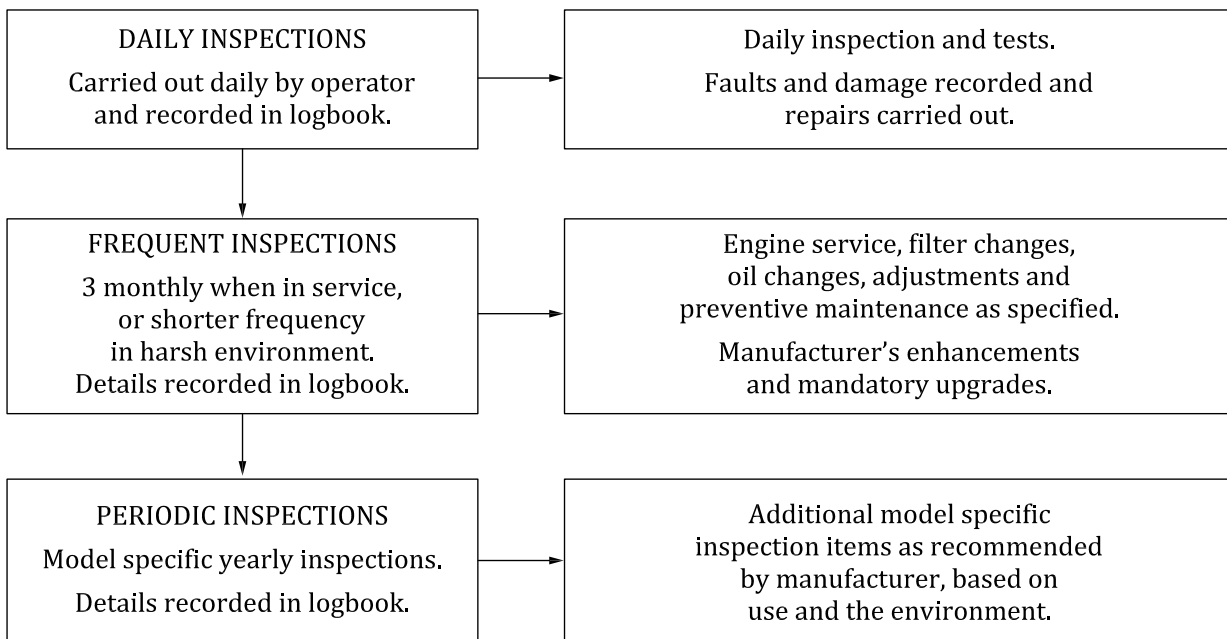 DAILY INSPECTIONS
Carried out daily by operator
and recorded in logbook.
Daily inspection and tests.
Faults and damage recorded and
repairs carried out.
FREQUENT INSPECTIONS
3 monthly when in service,
or shorter frequency
in harsh environment.
Details recorded in logbook.
Engine service, filter changes,
oil changes, adjustments and
preventive maintenance as specified.
Manufacturer’s enhancements
and mandatory upgrades.
PERIODIC INSPECTIONS
Model specific yearly inspections.
Details recorded in logbook.
Additional model specific
inspection items as recommended
by manufacturer, based on
use and the environment.